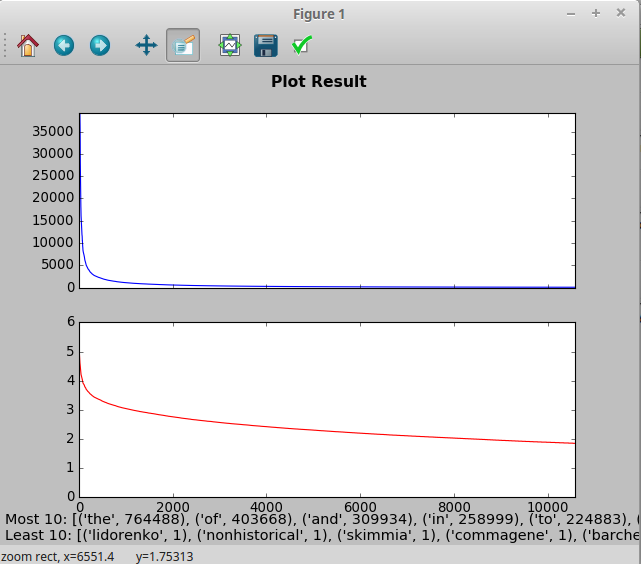 Figure 1
Plot Result
35000
30000
25000
20000
15000
10000
5000
0
6
5
4
3
2
1
0
0 2000 4000 6000 8000 10000
Most 10: [('the', 764488), ('of', 403668), ('and', 309934), ('in', 258999), ('to', 224883), (
Least 10: [('lidorenko', 1), ('nonhistorical', 1), ('skimmia', 1), ('commagene', 1), ('barche
zoom rect, x=6551.4 y=1.75313